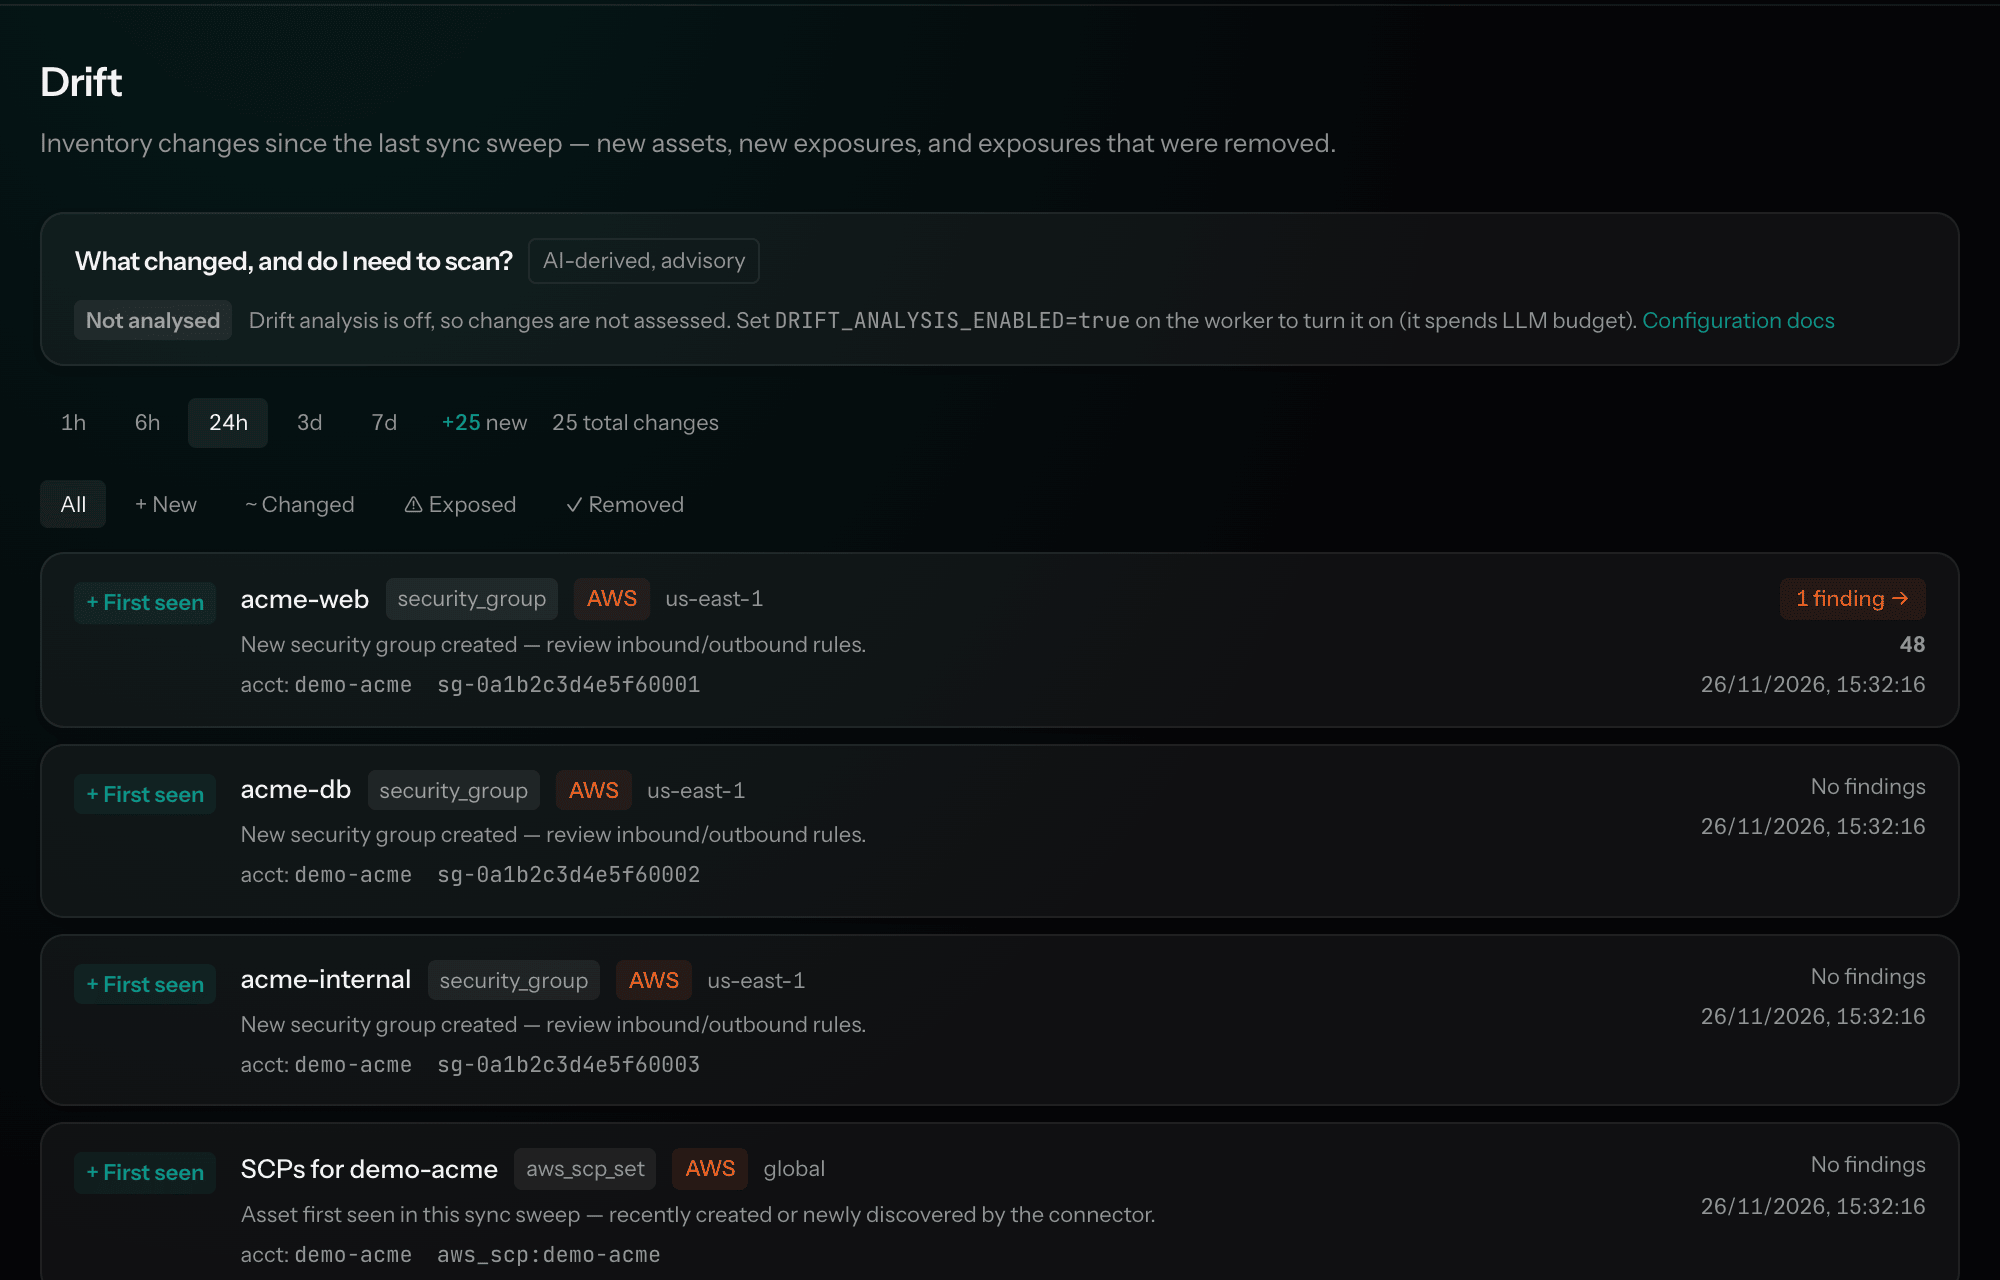 Drift
Inventory changes since the last sync sweep — new assets, new exposures, and exposures that were removed.
What changed, and do I need to scan? AI-derived, advisory
Not analysed Drift analysis is off, so changes are not assessed. Set DRIFT_ANALYSIS_ENABLED=true on the worker to turn it on (it spends LLM budget). Configuration docs
1h 6h 24h 3d 7d +25 new 25 total changes
All + New ~ Changed ⚠ Exposed ✓ Removed
+ First seen acme-web security_group AWS us-east-1 1 finding →
New security group created — review inbound/outbound rules. 48
acct: demo-acme sg-0a1b2c3d4e5f60001 26/11/2026, 15:32:16
+ First seen acme-db security_group AWS us-east-1 No findings
New security group created — review inbound/outbound rules. 26/11/2026, 15:32:16
acct: demo-acme sg-0a1b2c3d4e5f60002
+ First seen acme-internal security_group AWS us-east-1 No findings
New security group created — review inbound/outbound rules. 26/11/2026, 15:32:16
acct: demo-acme sg-0a1b2c3d4e5f60003
+ First seen SCPs for demo-acme aws_scp_set AWS global No findings
Asset first seen in this sync sweep — recently created or newly discovered by the connector. 26/11/2026, 15:32:16
acct: demo-acme aws_scp:demo-acme